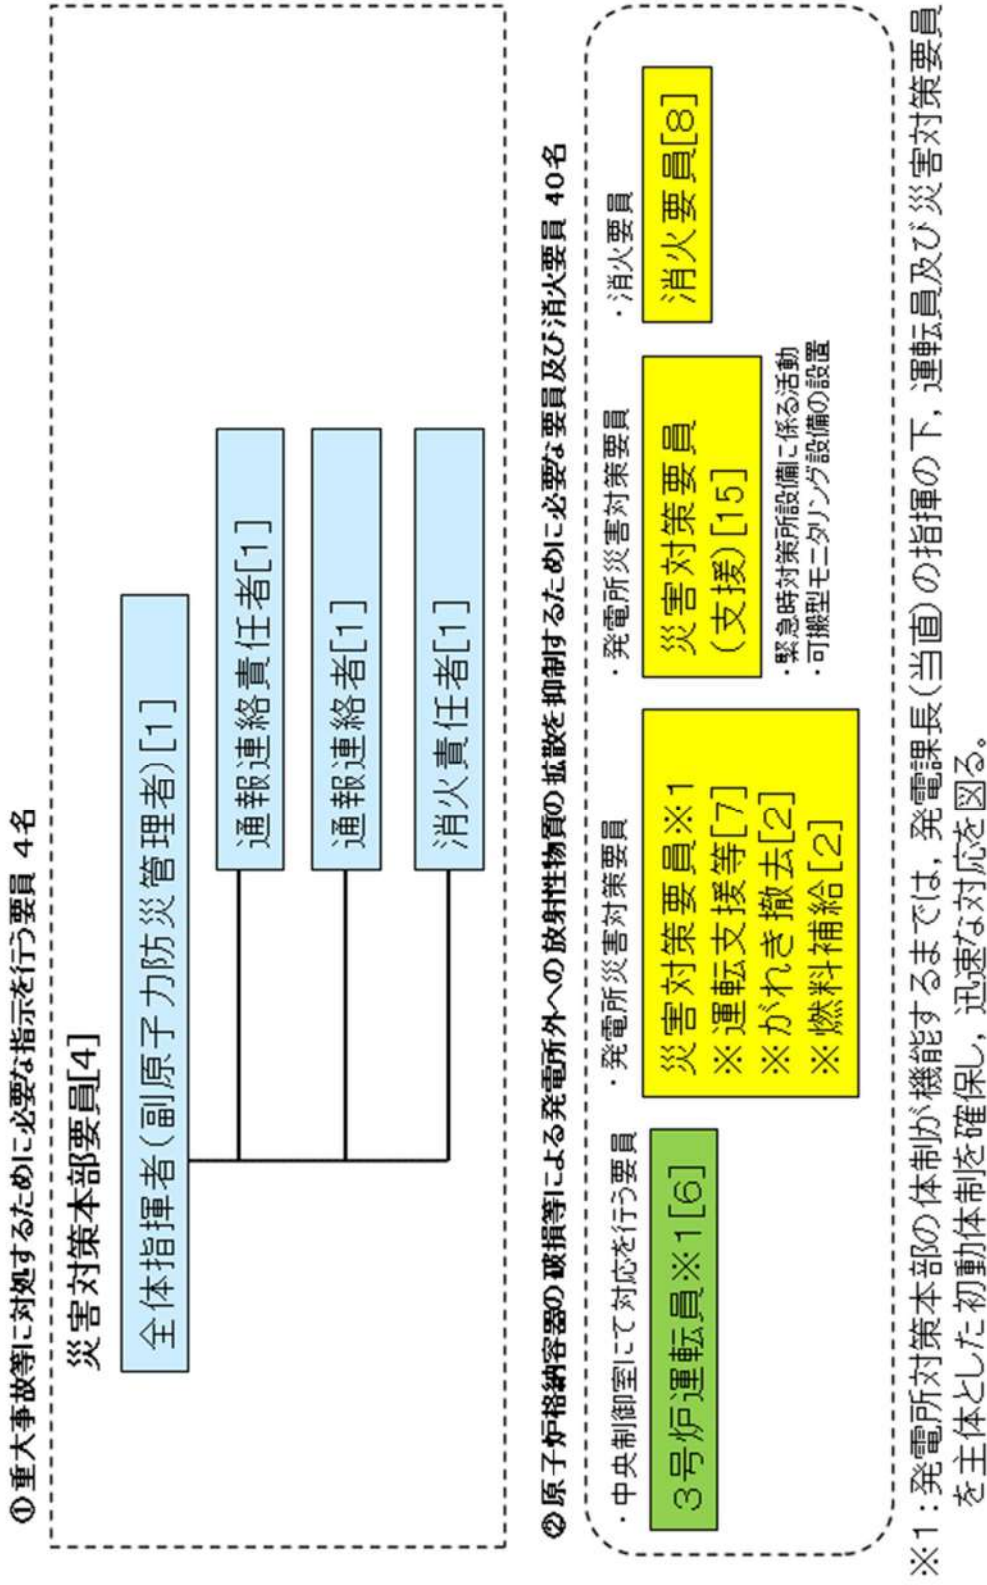 ①重大事故等に対処するために必要な指示を行う要員 4名
災害対策本部要員[4]
全体指揮者(副原子力防災管理者)[1]
通報連絡責任者[1]
通報連絡者[1]
消火責任者[1]
②原子炉格納容器の破損等による発電所外への放射性物質の拡散を抑制するために必要な要員及び消火要員 40名
・中央制御室にて対応を行う要員
3号炉運転員※1[6]
・発電所災害対策要員
災害対策要員※1
※運転支援等[7]
※がれき撤去[2]
※燃料補給[2]
・発電所災害対策要員
災害対策要員
(支援)[15]
・緊急時対策所設備に係る活動
・可搬型モニタリング設備の設置
・消火要員
消火要員[8]
※1:発電所対策本部の体制が機能するまでは，発電課長(当直)の指揮の下，運転員及び災害対策要員
を主体とした初動体制を確保し，迅速な対応を図る。